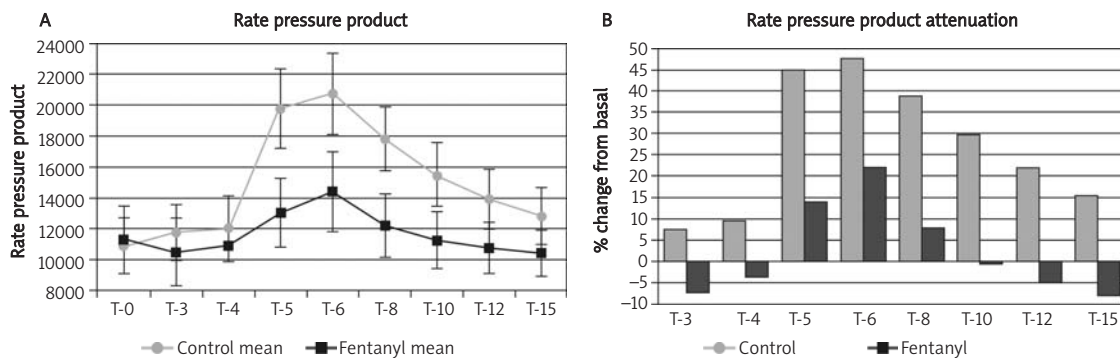 A
Rate pressure product
Rate pressure product
24000
22000
20000
18000
16000
14000
12000
10000
8000
T-0 T-3 T-4 T-5 T-6 T-8 T-10 T-12 T-15
Control mean Fentanyl mean
B
Rate pressure product attenuation
% change from basal
50
45
40
35
30
25
20
15
10
5
0
–5
–10
T-3 T-4 T-5 T-6 T-8 T-10 T-12 T-15
Control Fentanyl